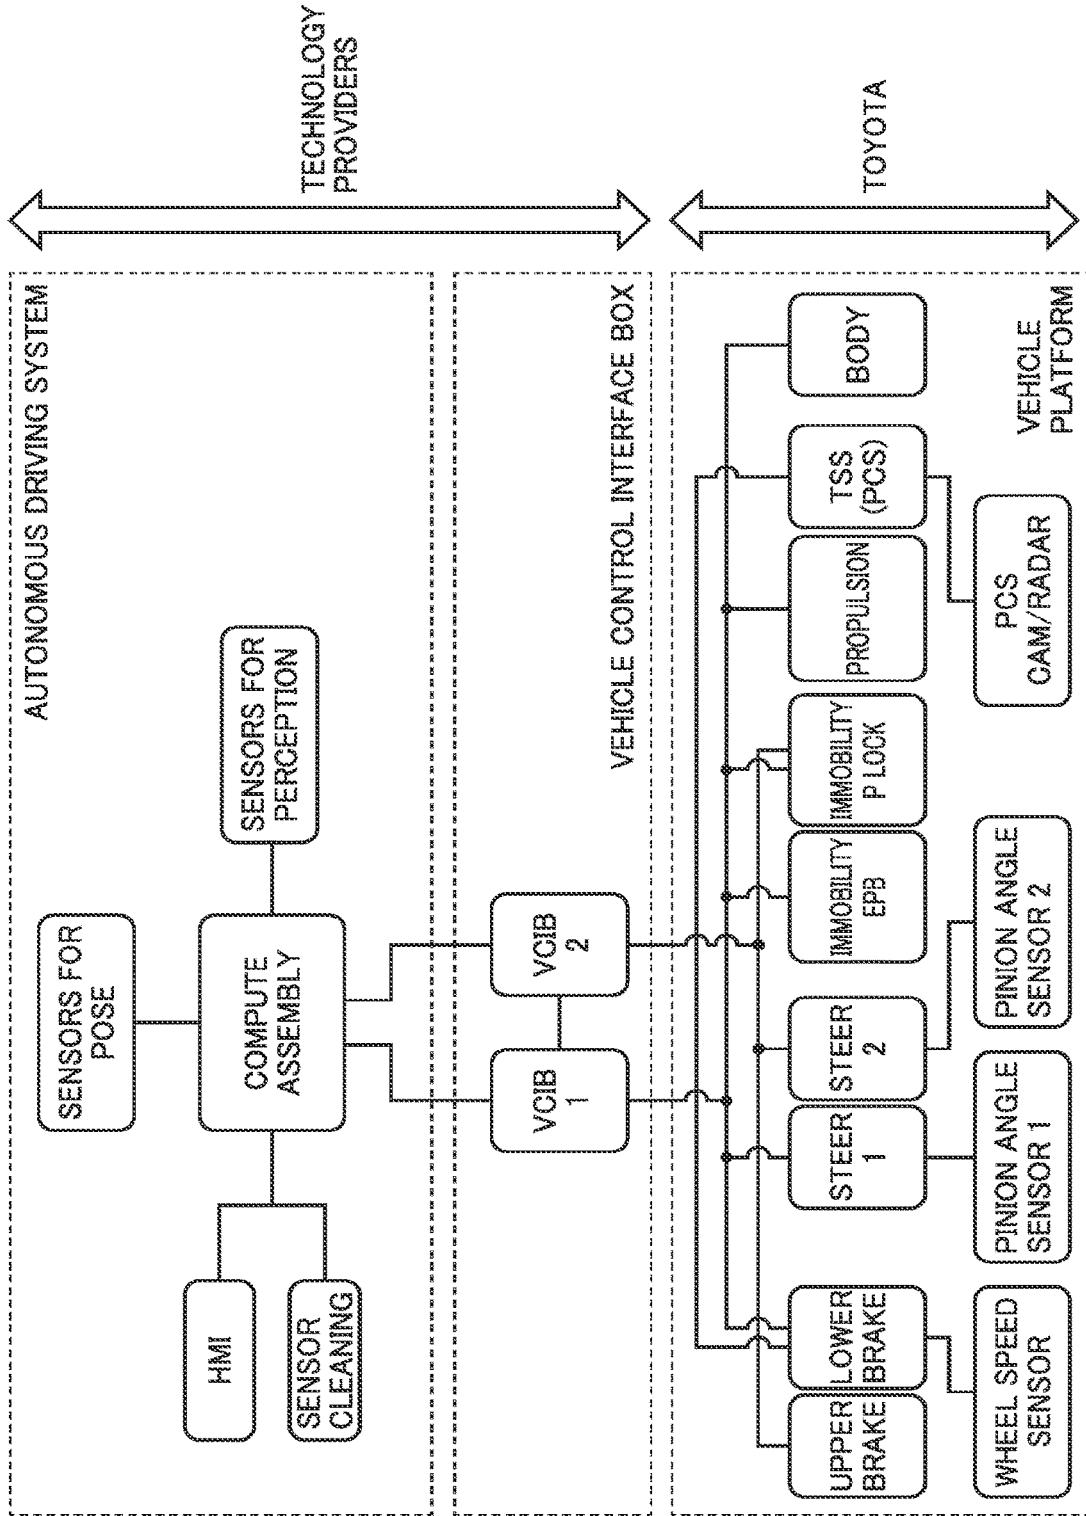 AUTONOMOUS DRIVING SYSTEM
SENSORS FOR
POSE
HMI
SENSOR
CLEANING
COMPUTE
ASSEMBLY
SENSORS FOR
PERCEPTION
TECHNOLOGY
PROVIDERS
VCIB
1
VCIB
2
VEHICLE CONTROL INTERFACE BOX
UPPER
BRAKE
LOWER
BRAKE
STEER
1
STEER
2
IMMOBILITY
EPB
IMMOBILITY
P LOCK
PROPULSION
TSS
(PCS)
BODY
TOYOTA
WHEEL SPEED
SENSOR
PINION ANGLE
SENSOR 1
PINION ANGLE
SENSOR 2
PCS
CAM/RADAR
VEHICLE
PLATFORM